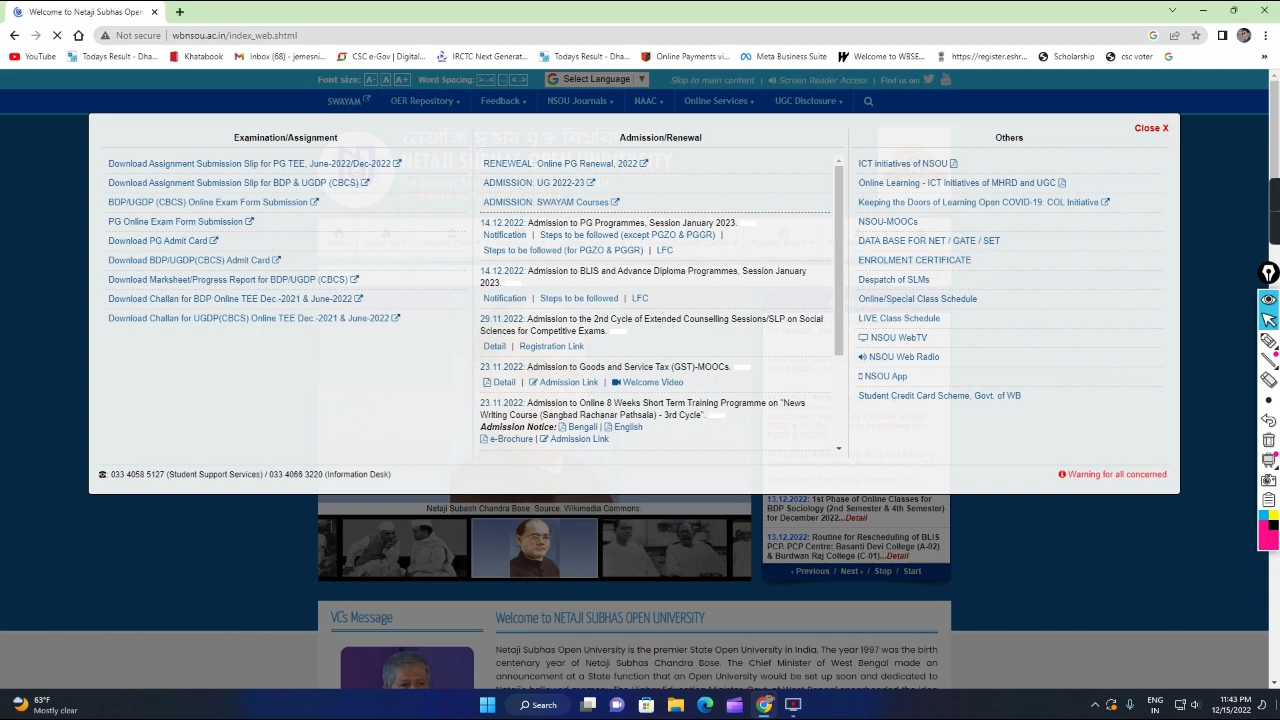 Welcome to Netaji Subhas Open
Not secure | wbnsou.ac.in/index_web.shtml
YouTube Khatabook Inbox (68) - jemesni... CSC e-Gov | Digital... IRCTC Next Generat... Todays Result - Dha... Todays Result - Dha... Online Payments vi... Meta Business Suite Welcome to WBSE... https://register.eshr... Scholarship csc voter »
Font size: A- A A+ Word Spacing: >..< .. <..> Select Language ▼ Skip to main content | Screen Reader Access | Find us on:
SWAYAM OER Repository Feedback NSOU Journals NAAC Online Services UGC Disclosure
Close X
Examination/Assignment
Download Assignment Submission Slip for PG TEE, June-2022/Dec-2022
Download Assignment Submission Slip for BDP & UGDP (CBCS)
BDP/UGDP (CBCS) Online Exam Form Submission
PG Online Exam Form Submission
Download PG Admit Card
Download BDP/UGDP(CBCS) Admit Card
Download Marksheet/Progress Report for BDP/UGDP (CBCS)
Download Challan for BDP Online TEE Dec.-2021 & June-2022
Download Challan for UGDP(CBCS) Online TEE Dec.-2021 & June-2022
Admission/Renewal
RENEWEAL: Online PG Renewal, 2022
ADMISSION: UG 2022-23
ADMISSION: SWAYAM Courses
14.12.2022: Admission to PG Programmes, Session January 2023.
Notification | Steps to be followed (except PGZO & PGGR) |
Steps to be followed (for PGZO & PGGR) | LFC
14.12.2022: Admission to BLIS and Advance Diploma Programmes, Session January
2023.
Notification | Steps to be followed | LFC
29.11.2022: Admission to the 2nd Cycle of Extended Counselling Sessions/SLP on Social
Sciences for Competitive Exams.
Detail | Registration Link
23.11.2022: Admission to Goods and Service Tax (GST)-MOOCs.
Detail | Admission Link | Welcome Video
23.11.2022: Admission to Online 8 Weeks Short Term Training Programme on "News
Writing Course (Sangbad Rachanar Pathsala) - 3rd Cycle".
Admission Notice: Bengali | English
e-Brochure | Admission Link
Others
ICT initiatives of NSOU
Online Learning - ICT Initiatives of MHRD and UGC
Keeping the Doors of Learning Open COVID-19: COL Initiative
NSOU-MOOCs
DATA BASE FOR NET / GATE / SET
ENROLMENT CERTIFICATE
Despatch of SLMs
Online/Special Class Schedule
LIVE Class Schedule
NSOU WebTV
NSOU Web Radio
NSOU App
Student Credit Card Scheme, Govt. of WB
033 4058 5127 (Student Support Services) / 033 4066 3220 (Information Desk)
Warning for all concerned
Netaji Subash Chandra Bose Source: Wikimedia Commons.
13.12.2022: 1st Phase of Online Classes for
BDP Sociology (2nd Semester & 4th Semester)
for December 2022...Detail
13.12.2022: Routine for Rescheduling of BLIS
PCP. PCP Centre: Basanti Devi College (A-02)
& Burdwan Raj College (C-01)...Detail
‹ Previous / Next › / Stop / Start
VC's Message
Welcome to NETAJI SUBHAS OPEN UNIVERSITY
Netaji Subhas Open University is the premier State Open University in India. The year 1997 was the birth
centenary year of Netaji Subhas Chandra Bose. The Chief Minister of West Bengal made an
announcement at a State function that an Open University would be set up soon and dedicated to
63°F
Mostly clear
Search
ENG
IN
11:43 PM
12/15/2022